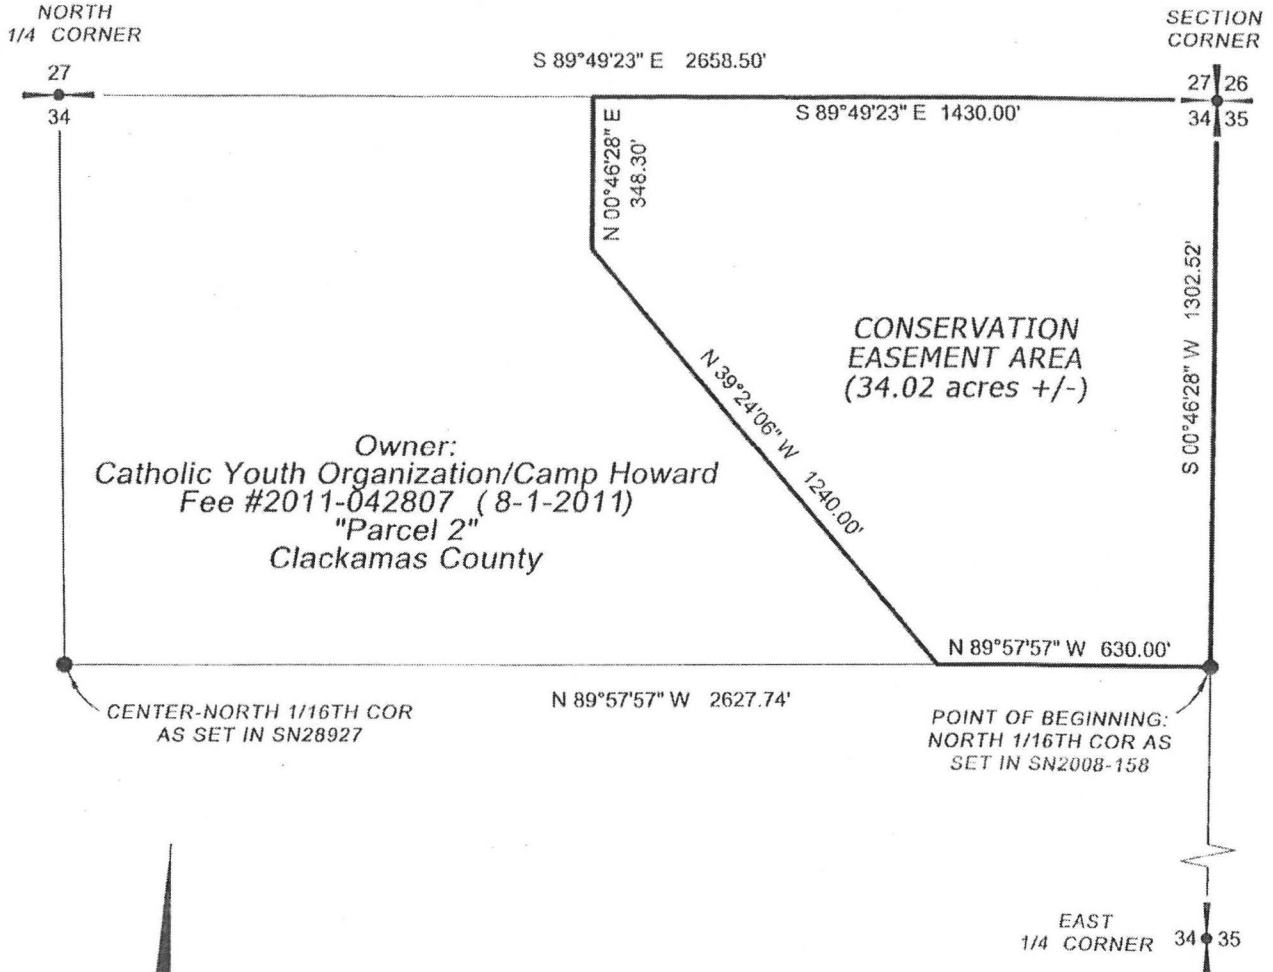 NORTH
1/4 CORNER
SECTION
CORNER
S 89°49'23" E 2658.50'
27
34
27 26
34 35
S 89°49'23" E 1430.00'
N 00°46'28" E
348.30'
S 00°46'28" W 1302.52'
CONSERVATION
EASEMENT AREA
(34.02 acres +/-)
N 39°24'06" W 1240.00'
Owner:
Catholic Youth Organization/Camp Howard
Fee #2011-042807 ( 8-1-2011)
"Parcel 2"
Clackamas County
N 89°57'57" W 630.00'
N 89°57'57" W 2627.74'
CENTER-NORTH 1/16TH COR
AS SET IN SN28927
POINT OF BEGINNING:
NORTH 1/16TH COR AS
SET IN SN2008-158
EAST
1/4 CORNER
34 35